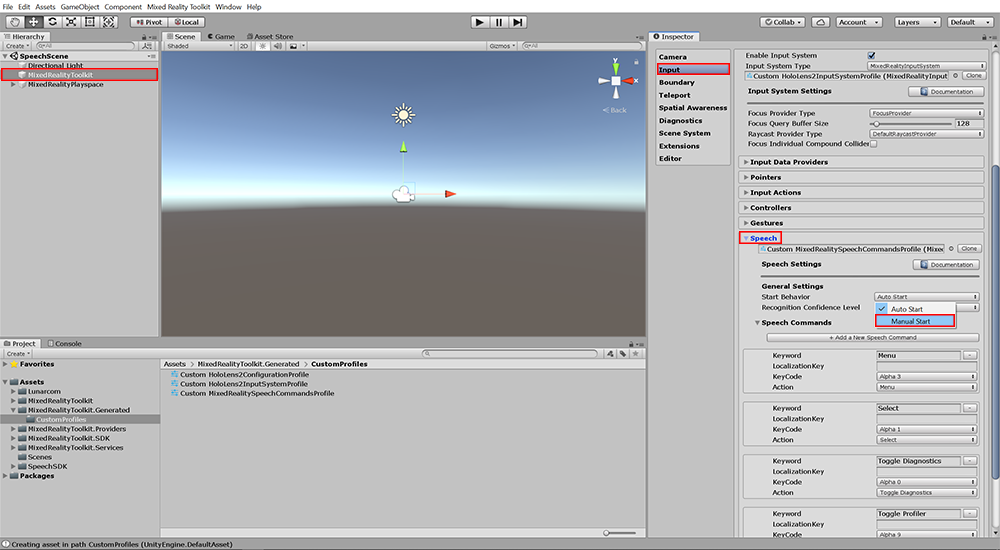 File Edit Assets GameObject Component Mixed Reality Toolkit Window Help
Pivot Local
Collab Account Layers Default
Hierarchy
Create All
SpeechScene
Directional Light
MixedRealityToolkit
MixedRealityPlayspace
Scene Game Asset Store
Shaded 2D Gizmos All
y
x
Back
Project Console
Create
Favorites
Assets
Lunarcom
MixedRealityToolkit
MixedRealityToolkit.Generated
CustomProfiles
MixedRealityToolkit.Providers
MixedRealityToolkit.SDK
MixedRealityToolkit.Services
Scenes
SpeechSDK
Packages
Assets > MixedRealityToolkit.Generated > CustomProfiles
Custom HoloLens2ConfigurationProfile
Custom HoloLens2InputSystemProfile
Custom MixedRealitySpeechCommandsProfile
Inspector
Camera
Input
Boundary
Teleport
Spatial Awareness
Diagnostics
Scene System
Extensions
Editor
Enable Input System
Input System Type MixedRealityInputSystem
Custom HoloLens2InputSystemProfile (MixedRealityInput Clone
Input System Settings Documentation
Focus Provider Type FocusProvider
Focus Query Buffer Size 128
Raycast Provider Type DefaultRaycastProvider
Focus Individual Compound Collider
Input Data Providers
Pointers
Input Actions
Controllers
Gestures
Speech
Custom MixedRealitySpeechCommandsProfile (Mixed Clone
Speech Settings Documentation
General Settings
Start Behavior Auto Start
Recognition Confidence Level
Auto Start
Manual Start
Speech Commands
+ Add a New Speech Command
Keyword Menu
LocalizationKey
KeyCode Alpha 3
Action Menu
Keyword Select
LocalizationKey
KeyCode Alpha 1
Action Select
Keyword Toggle Diagnostics
LocalizationKey
KeyCode Alpha 0
Action Toggle Diagnostics
Keyword Toggle Profiler
LocalizationKey
KeyCode Alpha 9
Creating asset in path CustomProfiles (UnityEngine.DefaultAsset)